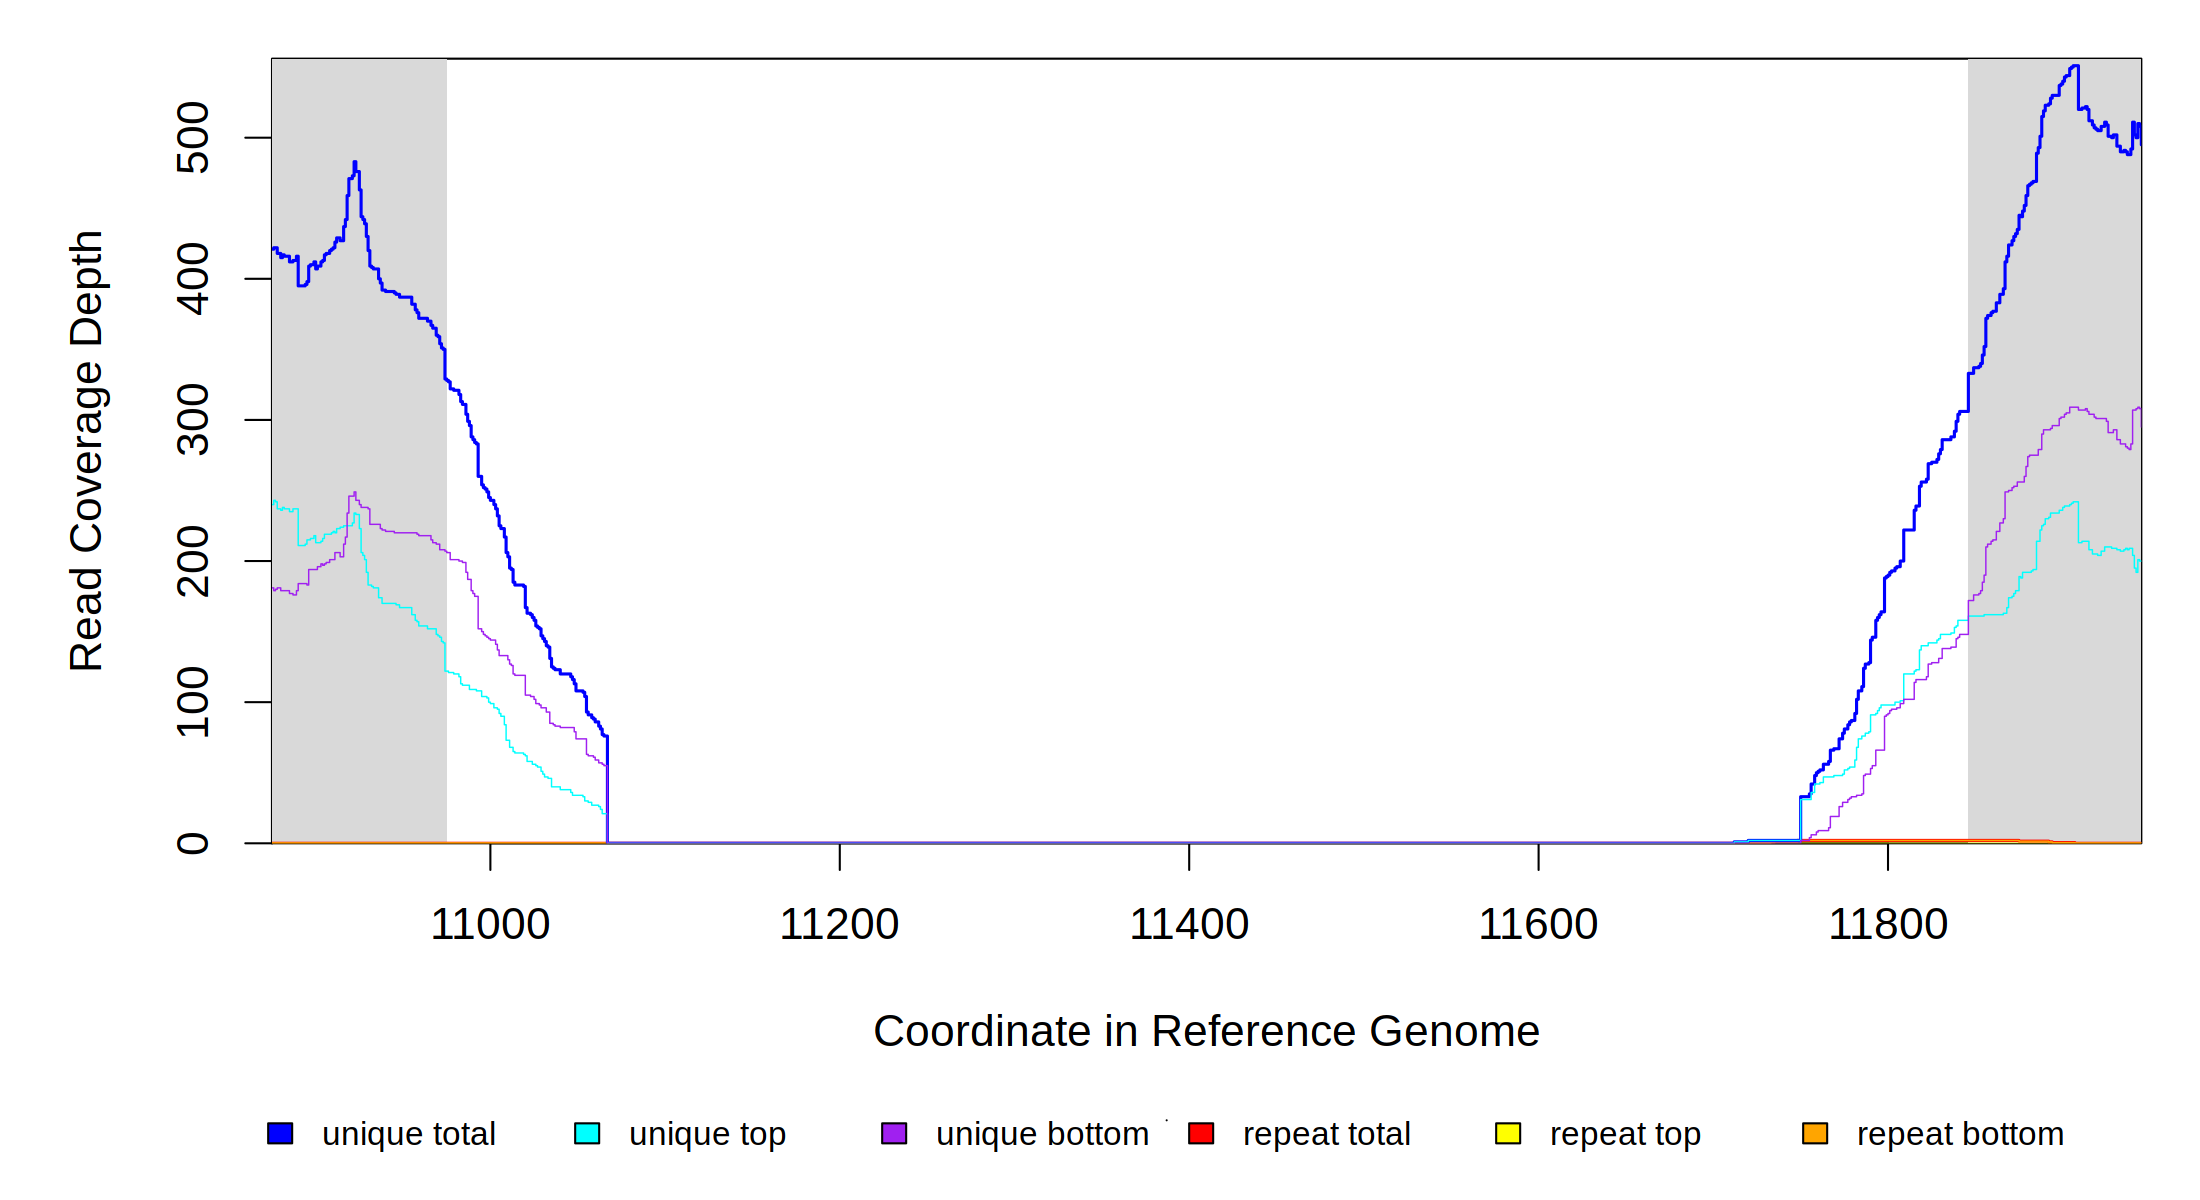 Read Coverage Depth
500
400
300
200
100
0
11000 11200 11400 11600 11800
Coordinate in Reference Genome
unique total unique top unique bottom repeat total repeat top repeat bottom